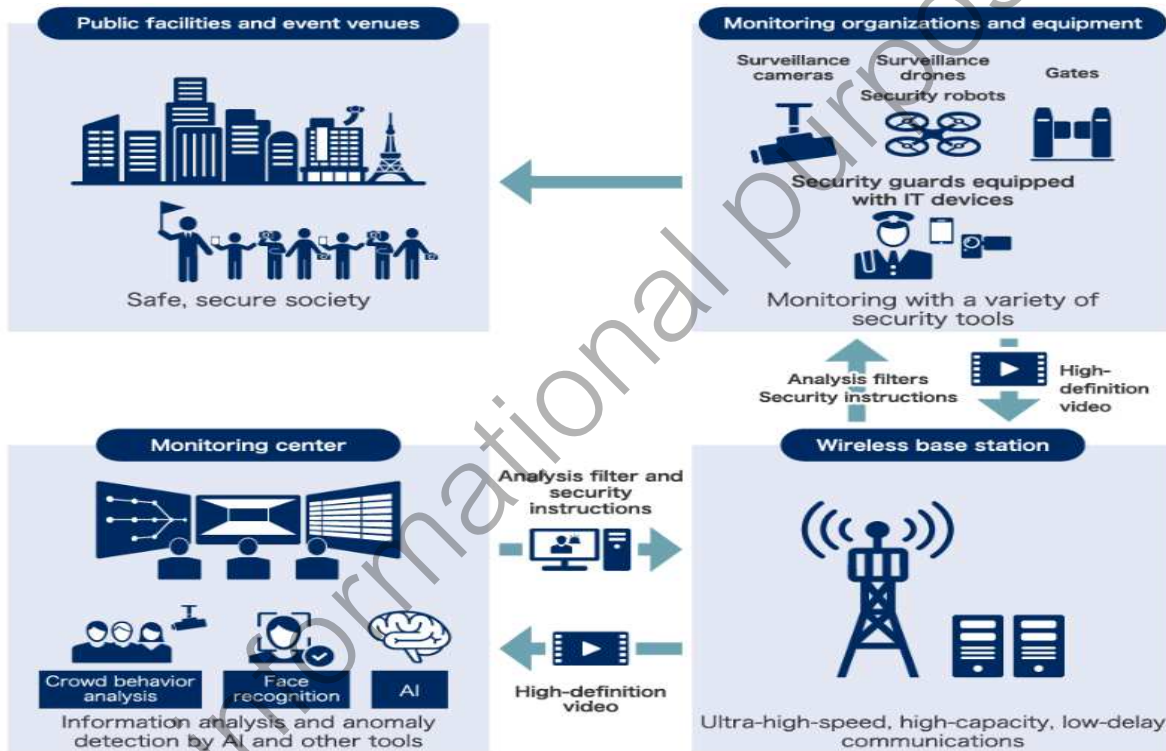 Public facilities and event venues
Safe, secure society
Monitoring organizations and equipment
Surveillance
cameras
Surveillance
drones
Security robots
Gates
Security guards equipped
with IT devices
Monitoring with a variety of
security tools
Analysis filters
Security instructions
High-
definition
video
Monitoring center
Crowd behavior
analysis
Face
recognition
AI
Information analysis and anomaly
detection by AI and other tools
Analysis filter and
security
instructions
High-definition
video
Wireless base station
Ultra-high-speed, high-capacity, low-delay
communications
informational purpos